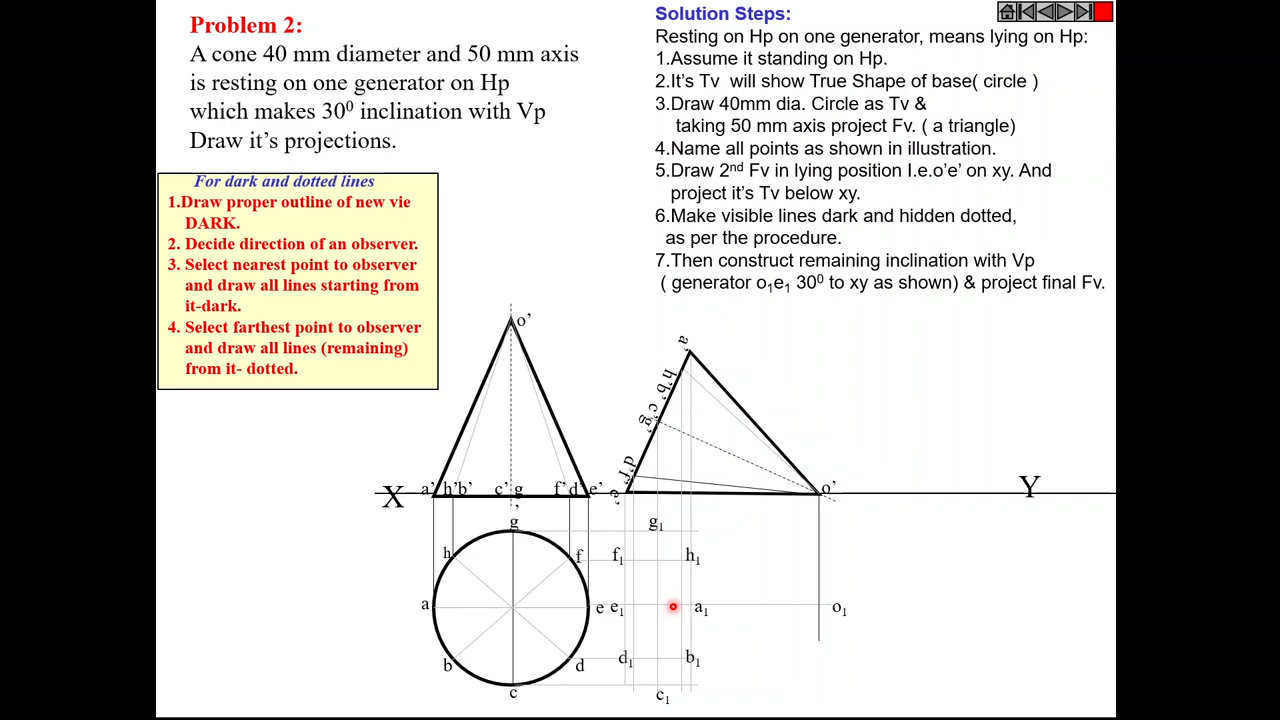 Problem 2:
A cone 40 mm diameter and 50 mm axis
is resting on one generator on Hp
which makes 30⁰ inclination with Vp
Draw it’s projections.
For dark and dotted lines
1.Draw proper outline of new vie
DARK.
2. Decide direction of an observer.
3. Select nearest point to observer
and draw all lines starting from
it-dark.
4. Select farthest point to observer
and draw all lines (remaining)
from it- dotted.
Solution Steps:
Resting on Hp on one generator, means lying on Hp:
1.Assume it standing on Hp.
2.It’s Tv will show True Shape of base( circle )
3.Draw 40mm dia. Circle as Tv &
taking 50 mm axis project Fv. ( a triangle)
4.Name all points as shown in illustration.
5.Draw 2ⁿᵈ Fv in lying position I.e.o’e’ on xy. And
project it’s Tv below xy.
6.Make visible lines dark and hidden dotted,
as per the procedure.
7.Then construct remaining inclination with Vp
( generator o₁e₁ 30⁰ to xy as shown) & project final Fv.
o’
a’
h’b’
c’g’
d’f’
e’
o’
X
a’
h’b’
c’g’
f’d’
e’
Y
g
h
f
a
e
b
d
c
g₁
f₁
h₁
e₁
a₁
o₁
d₁
b₁
c₁